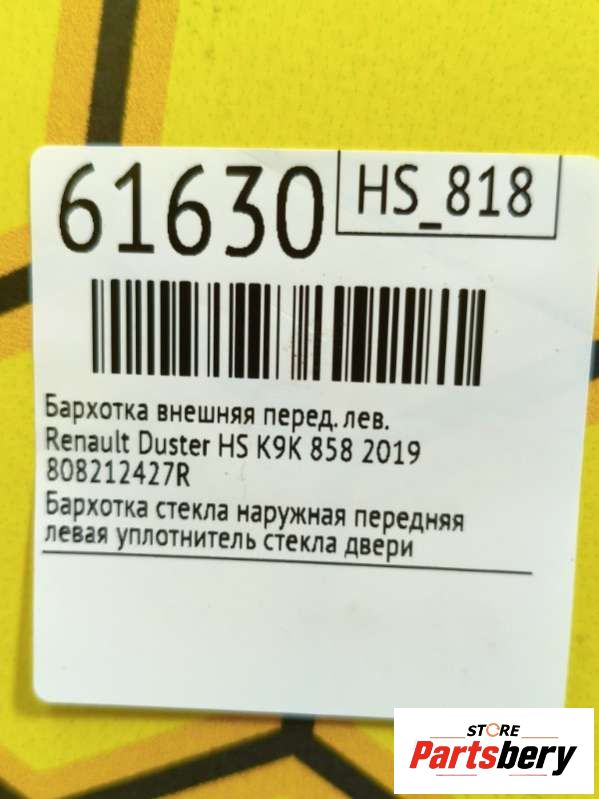 61630
HS_818
Бархотка внешняя перед. лев.
Renault Duster HS K9K 858 2019
808212427R
Бархотка стекла наружная передняя
левая уплотнитель стекла двери
STORE
Partsbery